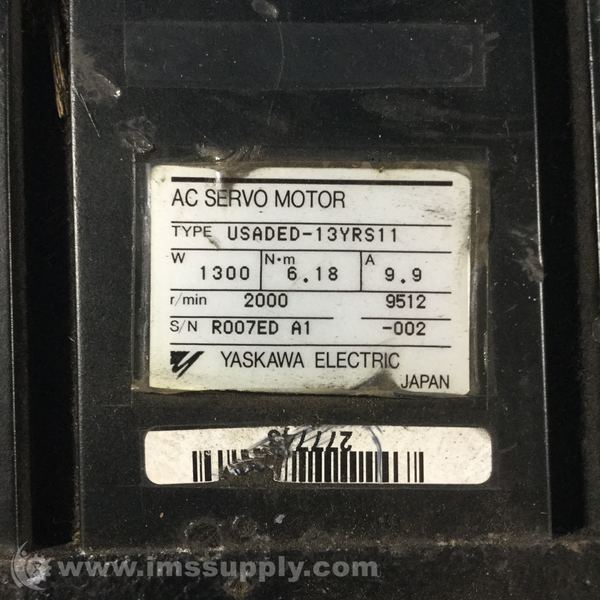 AC SERVO MOTOR
TYPE USADED-13YRS11
W 1300 N·m 6.18 A 9.9
r/min 2000 9512
S/N R007ED A1 -002
YASKAWA ELECTRIC
JAPAN
www.imssupply.com